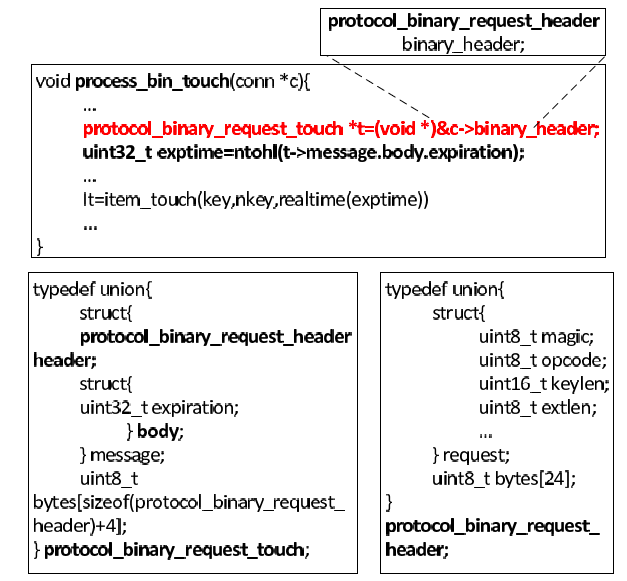 protocol_binary_request_header
binary_header;
void process_bin_touch(conn *c){
...
protocol_binary_request_touch *t=(void *)&c->binary_header;
uint32_t exptime=ntohl(t->message.body.expiration);
...
It=item_touch(key,nkey,realtime(exptime))
...
}
typedef union{
struct{
protocol_binary_request_header
header;
struct{
uint32_t expiration;
} body;
} message;
uint8_t
bytes[sizeof(protocol_binary_request_
header)+4];
} protocol_binary_request_touch;
typedef union{
struct{
uint8_t magic;
uint8_t opcode;
uint16_t keylen;
uint8_t extlen;
...
} request;
uint8_t bytes[24];
}
protocol_binary_request_
header;